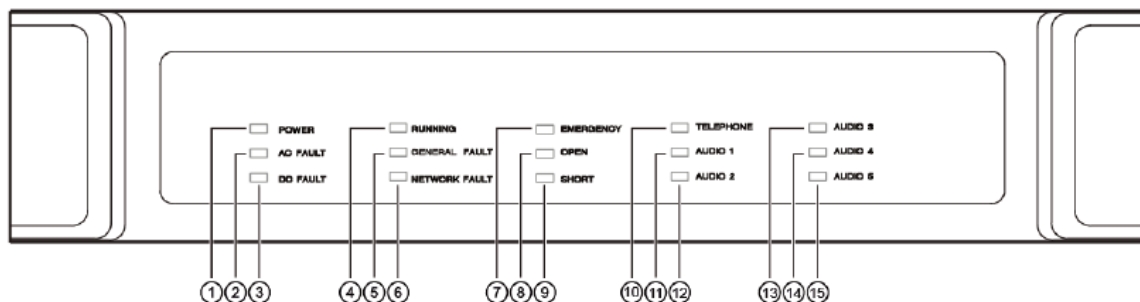 POWER RUNNING EMERGENCY TELEPHONE AUDIO 3
AC FAULT GENERAL FAULT OPEN AUDIO 1 AUDIO 4
DC FAULT NETWORK FAULT SHORT AUDIO 2 AUDIO 5
① ② ③ ④ ⑤ ⑥ ⑦ ⑧ ⑨ ⑩ ⑪ ⑫ ⑬ ⑭ ⑮